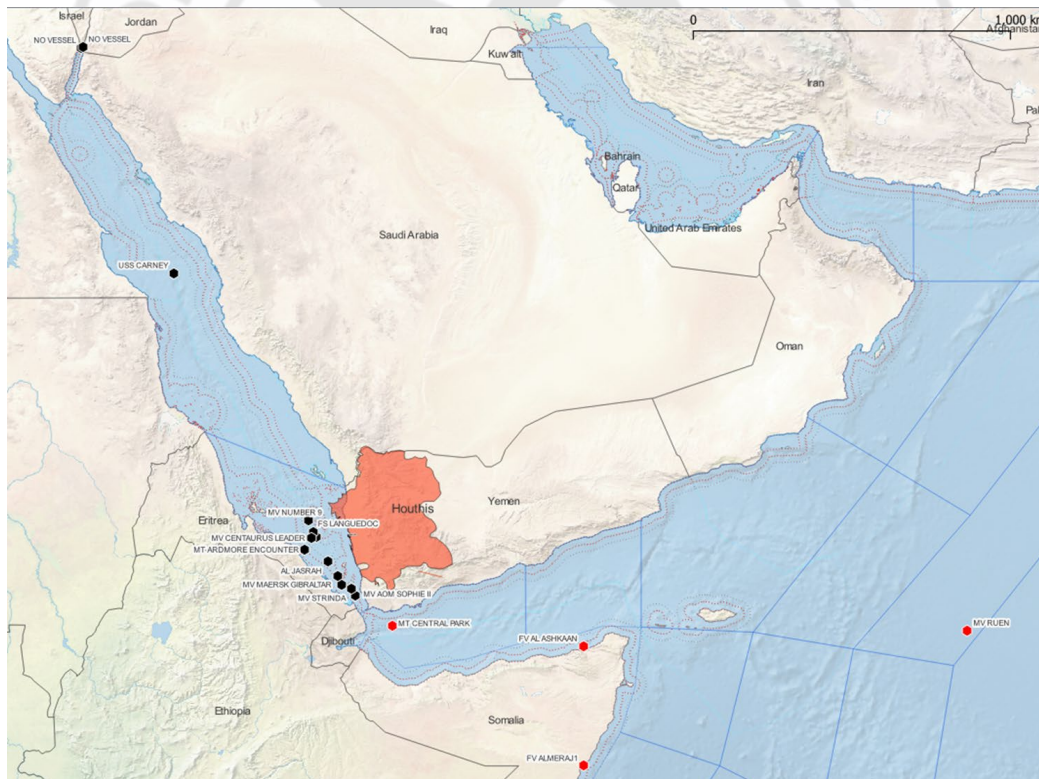 Israel
Jordan
Iraq
0
1,000 km
Afghanistan
NO VESSEL
NO VESSEL
Kuwait
Iran
Bahrain
Qatar
United Arab Emirates
Saudi Arabia
USS CARNEY
Oman
Yemen
Houthis
MV NUMBER 9
FS LANGUEDOC
Eritrea
MV CENTAURUS LEADER
MT ARDMORE ENCOUNTER
AL JASRAH
MV MAERSK GIBRALTAR
MV AOM SOPHIE II
MV STRINDA
MT CENTRAL PARK
MV RUEN
FV AL ASHKAAN
Djibouti
Ethiopia
Somalia
FV ALMERAJ1